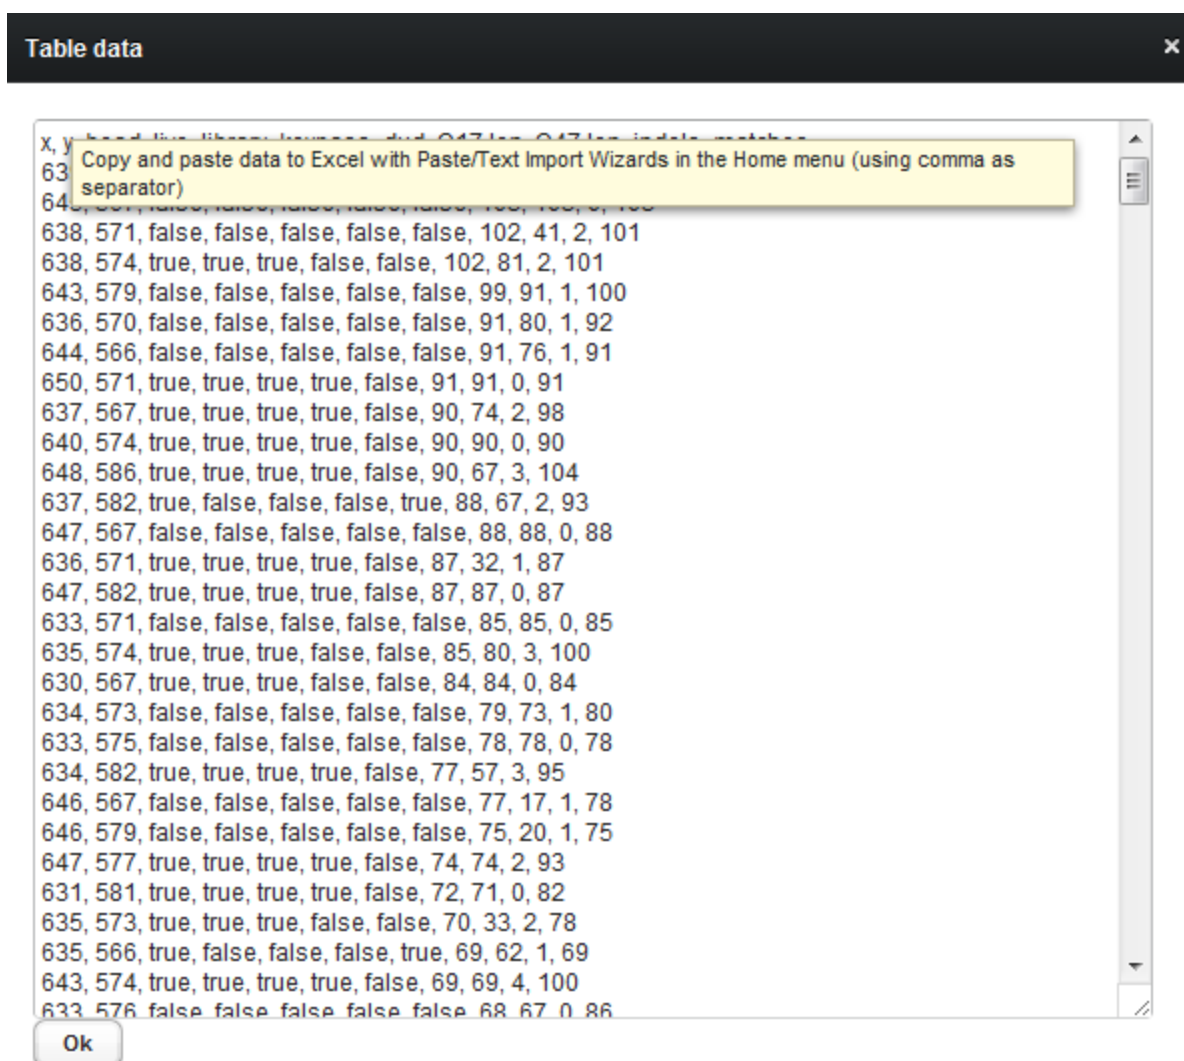 Table data
×
x, y
Copy and paste data to Excel with Paste/Text Import Wizards in the Home menu (using comma as
separator)
63
64
638, 571, false, false, false, false, false, 102, 41, 2, 101
638, 574, true, true, true, false, false, 102, 81, 2, 101
643, 579, false, false, false, false, false, 99, 91, 1, 100
636, 570, false, false, false, false, false, 91, 80, 1, 92
644, 566, false, false, false, false, false, 91, 76, 1, 91
650, 571, true, true, true, true, false, 91, 91, 0, 91
637, 567, true, true, true, true, false, 90, 74, 2, 98
640, 574, true, true, true, true, false, 90, 90, 0, 90
648, 586, true, true, true, true, false, 90, 67, 3, 104
637, 582, true, false, false, false, true, 88, 67, 2, 93
647, 567, false, false, false, false, false, 88, 88, 0, 88
636, 571, true, true, true, true, false, 87, 32, 1, 87
647, 582, true, true, true, true, false, 87, 87, 0, 87
633, 571, false, false, false, false, false, 85, 85, 0, 85
635, 574, true, true, true, false, false, 85, 80, 3, 100
630, 567, true, true, true, false, false, 84, 84, 0, 84
634, 573, false, false, false, false, false, 79, 73, 1, 80
633, 575, false, false, false, false, false, 78, 78, 0, 78
634, 582, true, true, true, true, false, 77, 57, 3, 95
646, 567, false, false, false, false, false, 77, 17, 1, 78
646, 579, false, false, false, false, false, 75, 20, 1, 75
647, 577, true, true, true, true, false, 74, 74, 2, 93
631, 581, true, true, true, true, false, 72, 71, 0, 82
635, 573, true, true, true, false, false, 70, 33, 2, 78
635, 566, true, false, false, false, true, 69, 62, 1, 69
643, 574, true, true, true, true, false, 69, 69, 4, 100
633, 576, false, false, false, false, false, 68, 67, 0, 86
Ok